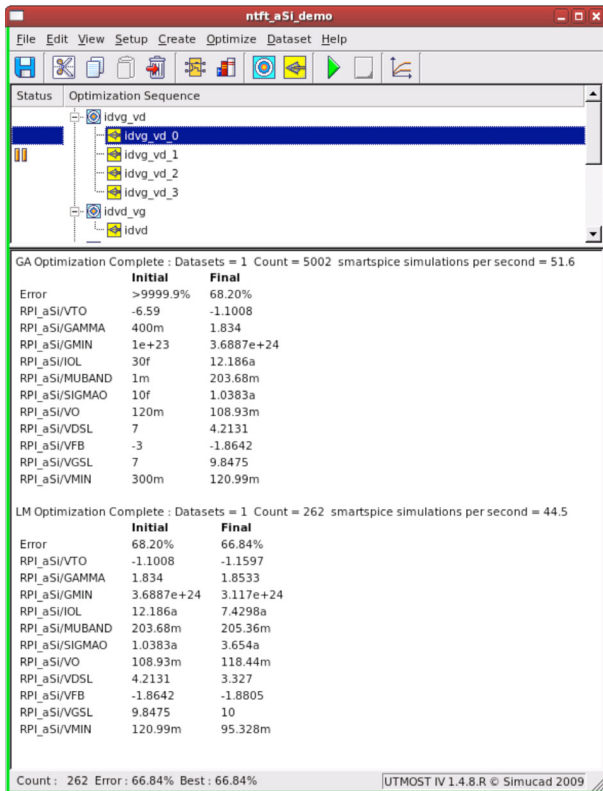 ntft_aSi_demo
File Edit View Setup Create Optimize Dataset Help
Status Optimization Sequence
idvg_vd
idvg_vd_0
idvg_vd_1
idvg_vd_2
idvg_vd_3
idvd_vg
idvd
GA Optimization Complete : Datasets = 1 Count = 5002 smartspice simulations per second = 51.6
Initial Final
Error >9999.9% 68.20%
RPI_aSi/VTO -6.59 -1.1008
RPI_aSi/GAMMA 400m 1.834
RPI_aSi/GMIN 1e+23 3.6887e+24
RPI_aSi/IOL 30f 12.186a
RPI_aSi/MUBAND 1m 203.68m
RPI_aSi/SIGMAO 10f 1.0383a
RPI_aSi/VO 120m 108.93m
RPI_aSi/VDSL 7 4.2131
RPI_aSi/VFB -3 -1.8642
RPI_aSi/VGSL 7 9.8475
RPI_aSi/VMIN 300m 120.99m
LM Optimization Complete : Datasets = 1 Count = 262 smartspice simulations per second = 44.5
Initial Final
Error 68.20% 66.84%
RPI_aSi/VTO -1.1008 -1.1597
RPI_aSi/GAMMA 1.834 1.8533
RPI_aSi/GMIN 3.6887e+24 3.117e+24
RPI_aSi/IOL 12.186a 7.4298a
RPI_aSi/MUBAND 203.68m 205.36m
RPI_aSi/SIGMAO 1.0383a 3.654a
RPI_aSi/VO 108.93m 118.44m
RPI_aSi/VDSL 4.2131 3.327
RPI_aSi/VFB -1.8642 -1.8805
RPI_aSi/VGSL 9.8475 10
RPI_aSi/VMIN 120.99m 95.328m
Count : 262 Error : 66.84% Best : 66.84% UTMOST IV 1.4.8.R © Simucad 2009